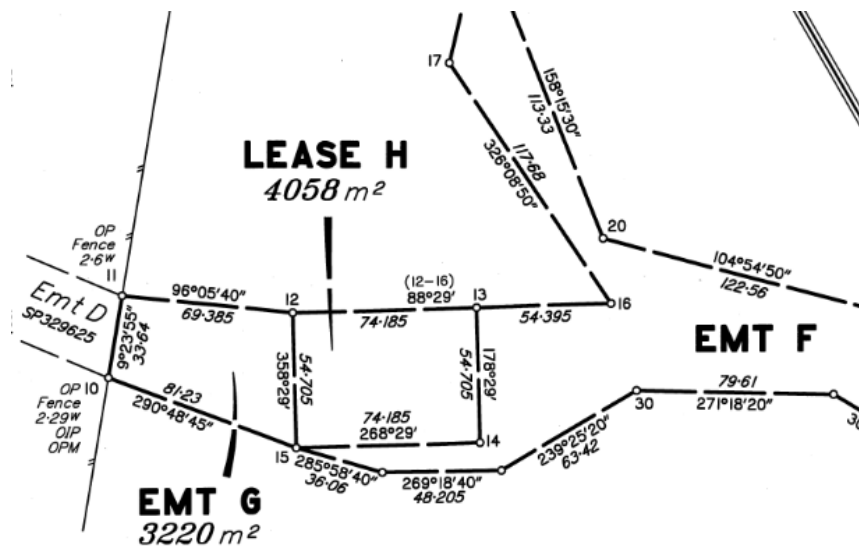 17
158°15'30"
113·33
117·68
326°08'50"
LEASE H
4058 m²
20
OP
Fence
2·6W
11
96°05'40"
69·385
12
(12-16)
88°29'
74·185
13
54·395
16
104°54'50"
122·56
Emt D
SP329625
9°23'55"
33·64
358°29'
54·705
54·705
178°29'
EMT F
10
OP
Fence
2·29W
OIP
OPM
81·23
290°48'45"
74·185
268°29'
14
15
285°58'40"
36·06
269°18'40"
48·205
239°25'20"
63·42
30
79·61
271°18'20"
EMT G
3220 m²